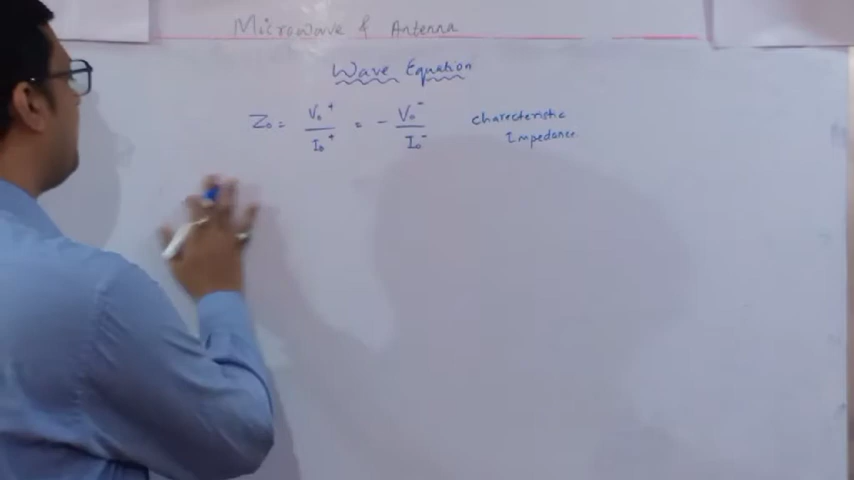 Microwave & Antenna
Wave Equation
Z₀ = V₀⁺ / I₀⁺ = - V₀⁻ / I₀⁻
charecteristic
Impedance